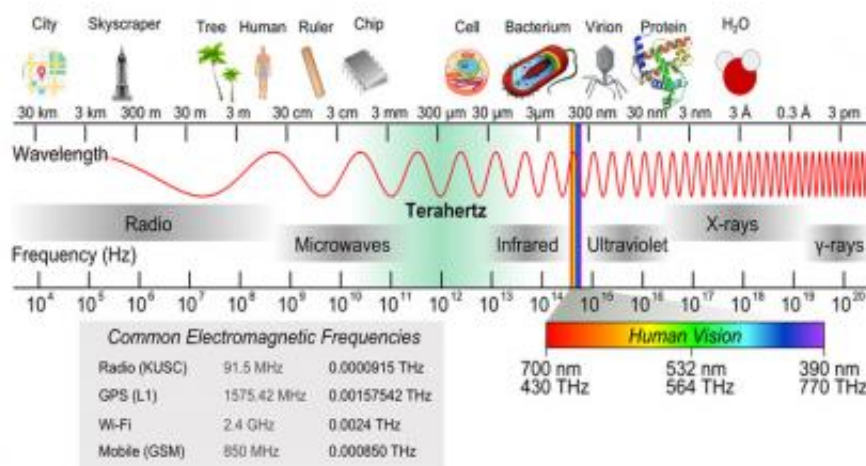 City Skyscraper Tree Human Ruler Chip Cell Bacterium Virion Protein H₂O
30 km 3 km 300 m 30 m 3 m 30 cm 3 cm 3 mm 300 µm 30 µm 3µm 300 nm 30 nm 3 nm 3 Å 0.3 Å 3 pm
Wavelength
Terahertz
Radio X-rays
Microwaves Infrared Ultraviolet γ-rays
Frequency (Hz)
10⁴ 10⁵ 10⁶ 10⁷ 10⁸ 10⁹ 10¹⁰ 10¹¹ 10¹² 10¹³ 10¹⁴ 10¹⁵ 10¹⁶ 10¹⁷ 10¹⁸ 10¹⁹ 10²⁰
Common Electromagnetic Frequencies
Radio (KUSC) 91.5 MHz 0.0000915 THz
GPS (L1) 1575.42 MHz 0.00157542 THz
Wi-Fi 2.4 GHz 0.0024 THz
Mobile (GSM) 850 MHz 0.000850 THz
Human Vision
700 nm 532 nm 390 nm
430 THz 564 THz 770 THz